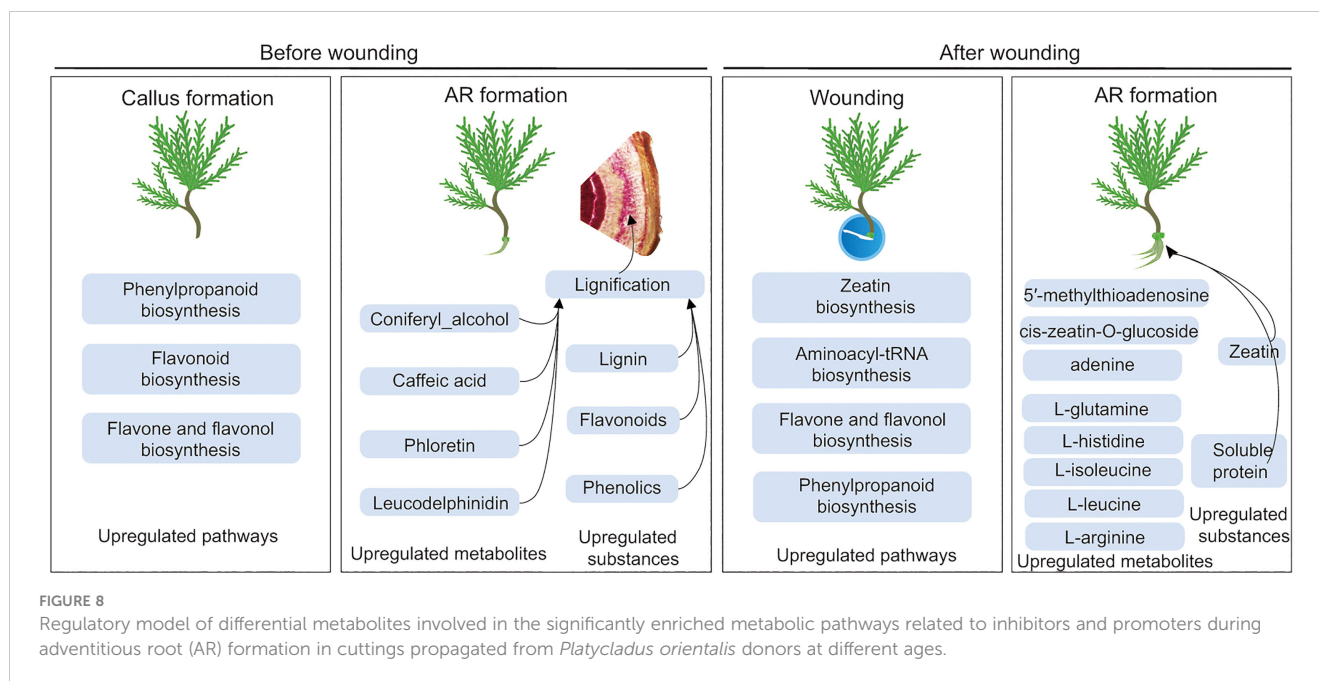 Before wounding
After wounding
Callus formation
Phenylpropanoid
biosynthesis
Flavonoid
biosynthesis
Flavone and flavonol
biosynthesis
Upregulated pathways
AR formation
Lignification
Coniferyl_alcohol
Caffeic acid
Phloretin
Leucodelphinidin
Upregulated metabolites
Lignin
Flavonoids
Phenolics
Upregulated
substances
Wounding
Zeatin
biosynthesis
Aminoacyl-tRNA
biosynthesis
Flavone and flavonol
biosynthesis
Phenylpropanoid
biosynthesis
Upregulated pathways
AR formation
5′-methylthioadenosine
cis-zeatin-O-glucoside
adenine
L-glutamine
L-histidine
L-isoleucine
L-leucine
L-arginine
Upregulated metabolites
Zeatin
Soluble
protein
Upregulated
substances
FIGURE 8
Regulatory model of differential metabolites involved in the significantly enriched metabolic pathways related to inhibitors and promoters during
adventitious root (AR) formation in cuttings propagated from Platycladus orientalis donors at different ages.